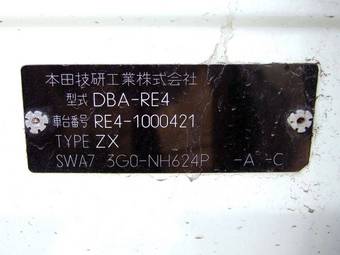 本田技研工業株式会社
型式 DBA-RE4
車台番号 RE4-1000421
TYPE ZX
SWA7 3G0-NH624P -A -C